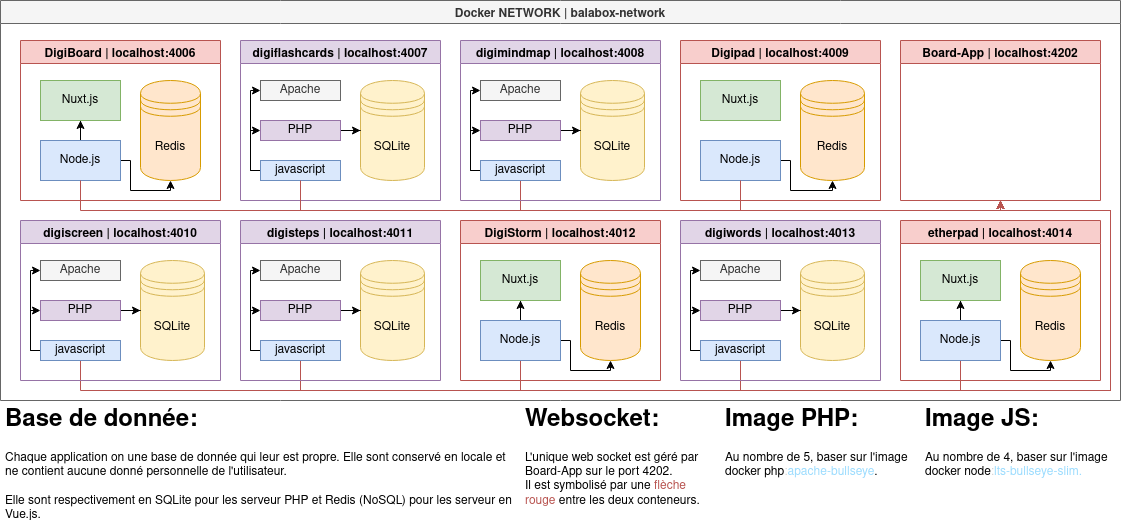 Docker NETWORK | balabox-network
DigiBoard | localhost:4006
digiflashcards | localhost:4007
digimindmap | localhost:4008
Digipad | localhost:4009
Board-App | localhost:4202
Nuxt.js
Node.js
Redis
Apache
PHP
javascript
SQLite
Apache
PHP
javascript
SQLite
Nuxt.js
Node.js
Redis
digiscreen | localhost:4010
digisteps | localhost:4011
DigiStorm | localhost:4012
digiwords | localhost:4013
etherpad | localhost:4014
Apache
PHP
javascript
SQLite
Apache
PHP
javascript
SQLite
Nuxt.js
Node.js
Redis
Apache
PHP
javascript
SQLite
Nuxt.js
Node.js
Redis
Base de donnée:
Chaque application on une base de donnée qui leur est propre. Elle sont conservé en locale et
ne contient aucune donné personnelle de l'utilisateur.
Elle sont respectivement en SQLite pour les serveur PHP et Redis (NoSQL) pour les serveur en
Vue.js.
Websocket:
L'unique web socket est géré par
Board-App sur le port 4202.
Il est symbolisé par une flèche
rouge entre les deux conteneurs.
Image PHP:
Au nombre de 5, baser sur l'image
docker php:apache-bullseye.
Image JS:
Au nombre de 4, baser sur l'image
docker node:lts-bullseye-slim.